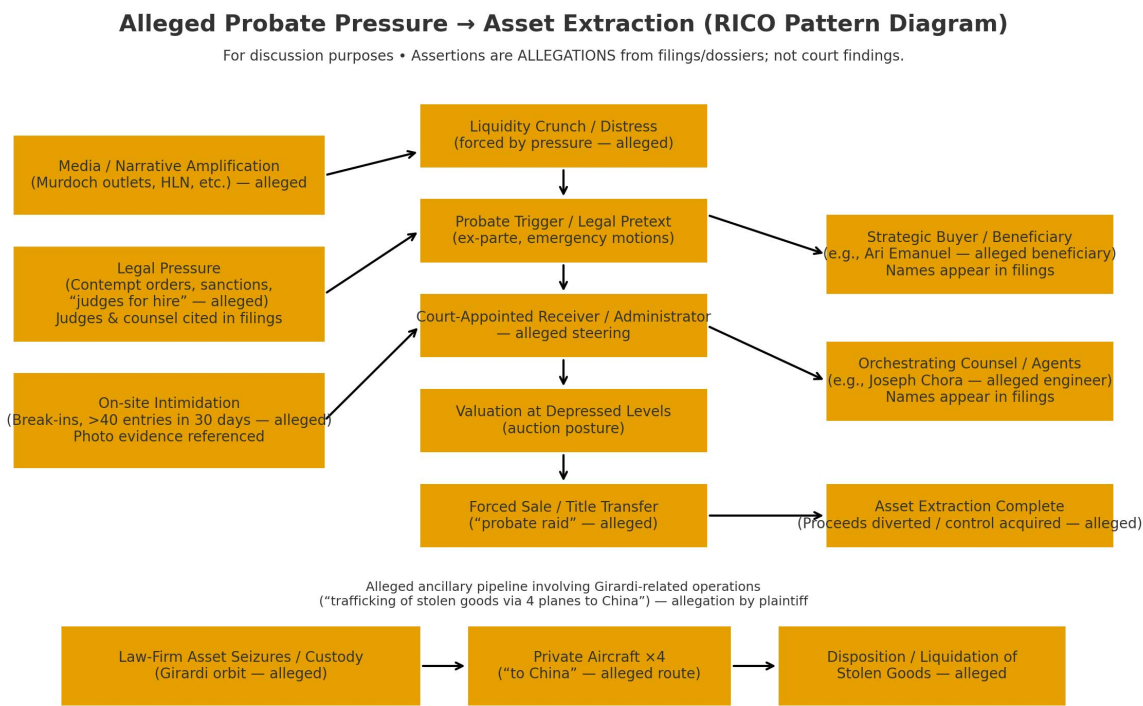 Alleged Probate Pressure → Asset Extraction (RICO Pattern Diagram)
For discussion purposes • Assertions are ALLEGATIONS from filings/dossiers; not court findings.
Media / Narrative Amplification
(Murdoch outlets, HLN, etc.) — alleged
Legal Pressure
(Contempt orders, sanctions,
“judges for hire” — alleged)
Judges & counsel cited in filings
On-site Intimidation
(Break-ins, >40 entries in 30 days — alleged)
Photo evidence referenced
Liquidity Crunch / Distress
(forced by pressure — alleged)
Probate Trigger / Legal Pretext
(ex-parte, emergency motions)
Court-Appointed Receiver / Administrator
— alleged steering
Valuation at Depressed Levels
(auction posture)
Forced Sale / Title Transfer
(“probate raid” — alleged)
Strategic Buyer / Beneficiary
(e.g., Ari Emanuel — alleged beneficiary)
Names appear in filings
Orchestrating Counsel / Agents
(e.g., Joseph Chora — alleged engineer)
Names appear in filings
Asset Extraction Complete
(Proceeds diverted / control acquired — alleged)
Alleged ancillary pipeline involving Girardi-related operations
(“trafficking of stolen goods via 4 planes to China”) — allegation by plaintiff
Law-Firm Asset Seizures / Custody
(Girardi orbit — alleged)
Private Aircraft ×4
(“to China” — alleged route)
Disposition / Liquidation of
Stolen Goods — alleged